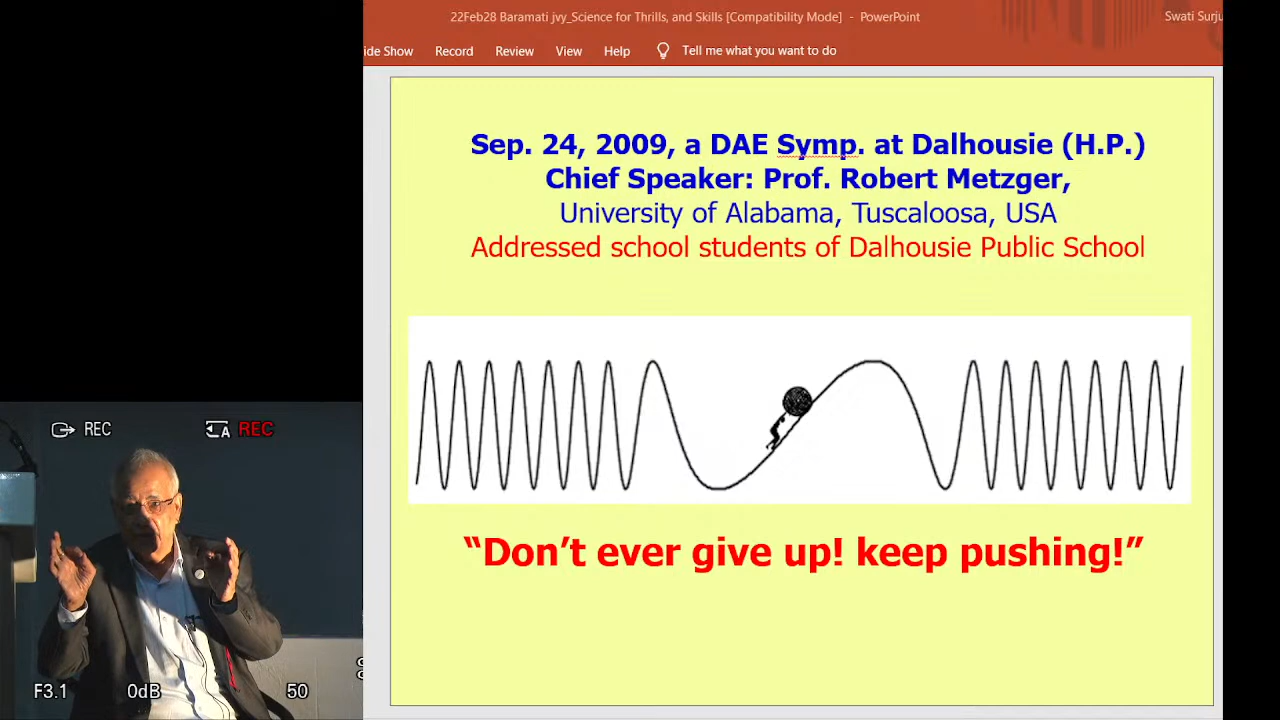 22Feb28 Baramati jvy_Science for Thrills, and Skills [Compatibility Mode] - PowerPoint
Swati Surju
ide Show Record Review View Help Tell me what you want to do
Sep. 24, 2009, a DAE Symp. at Dalhousie (H.P.)
Chief Speaker: Prof. Robert Metzger,
University of Alabama, Tuscaloosa, USA
Addressed school students of Dalhousie Public School
“Don’t ever give up! keep pushing!”
REC A REC
F3.1 0dB 50